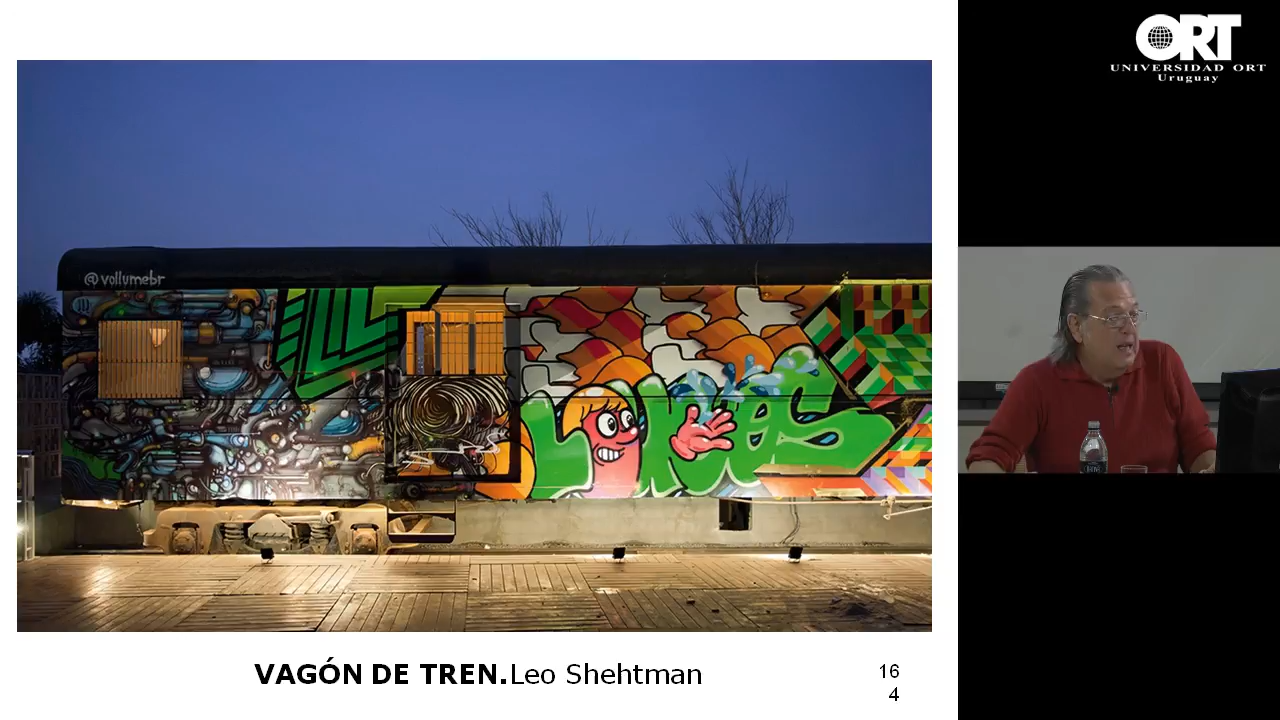 ORT
UNIVERSIDAD ORT
Uruguay
@vollumebr
VAGÓN DE TREN.Leo Shehtman
16
4